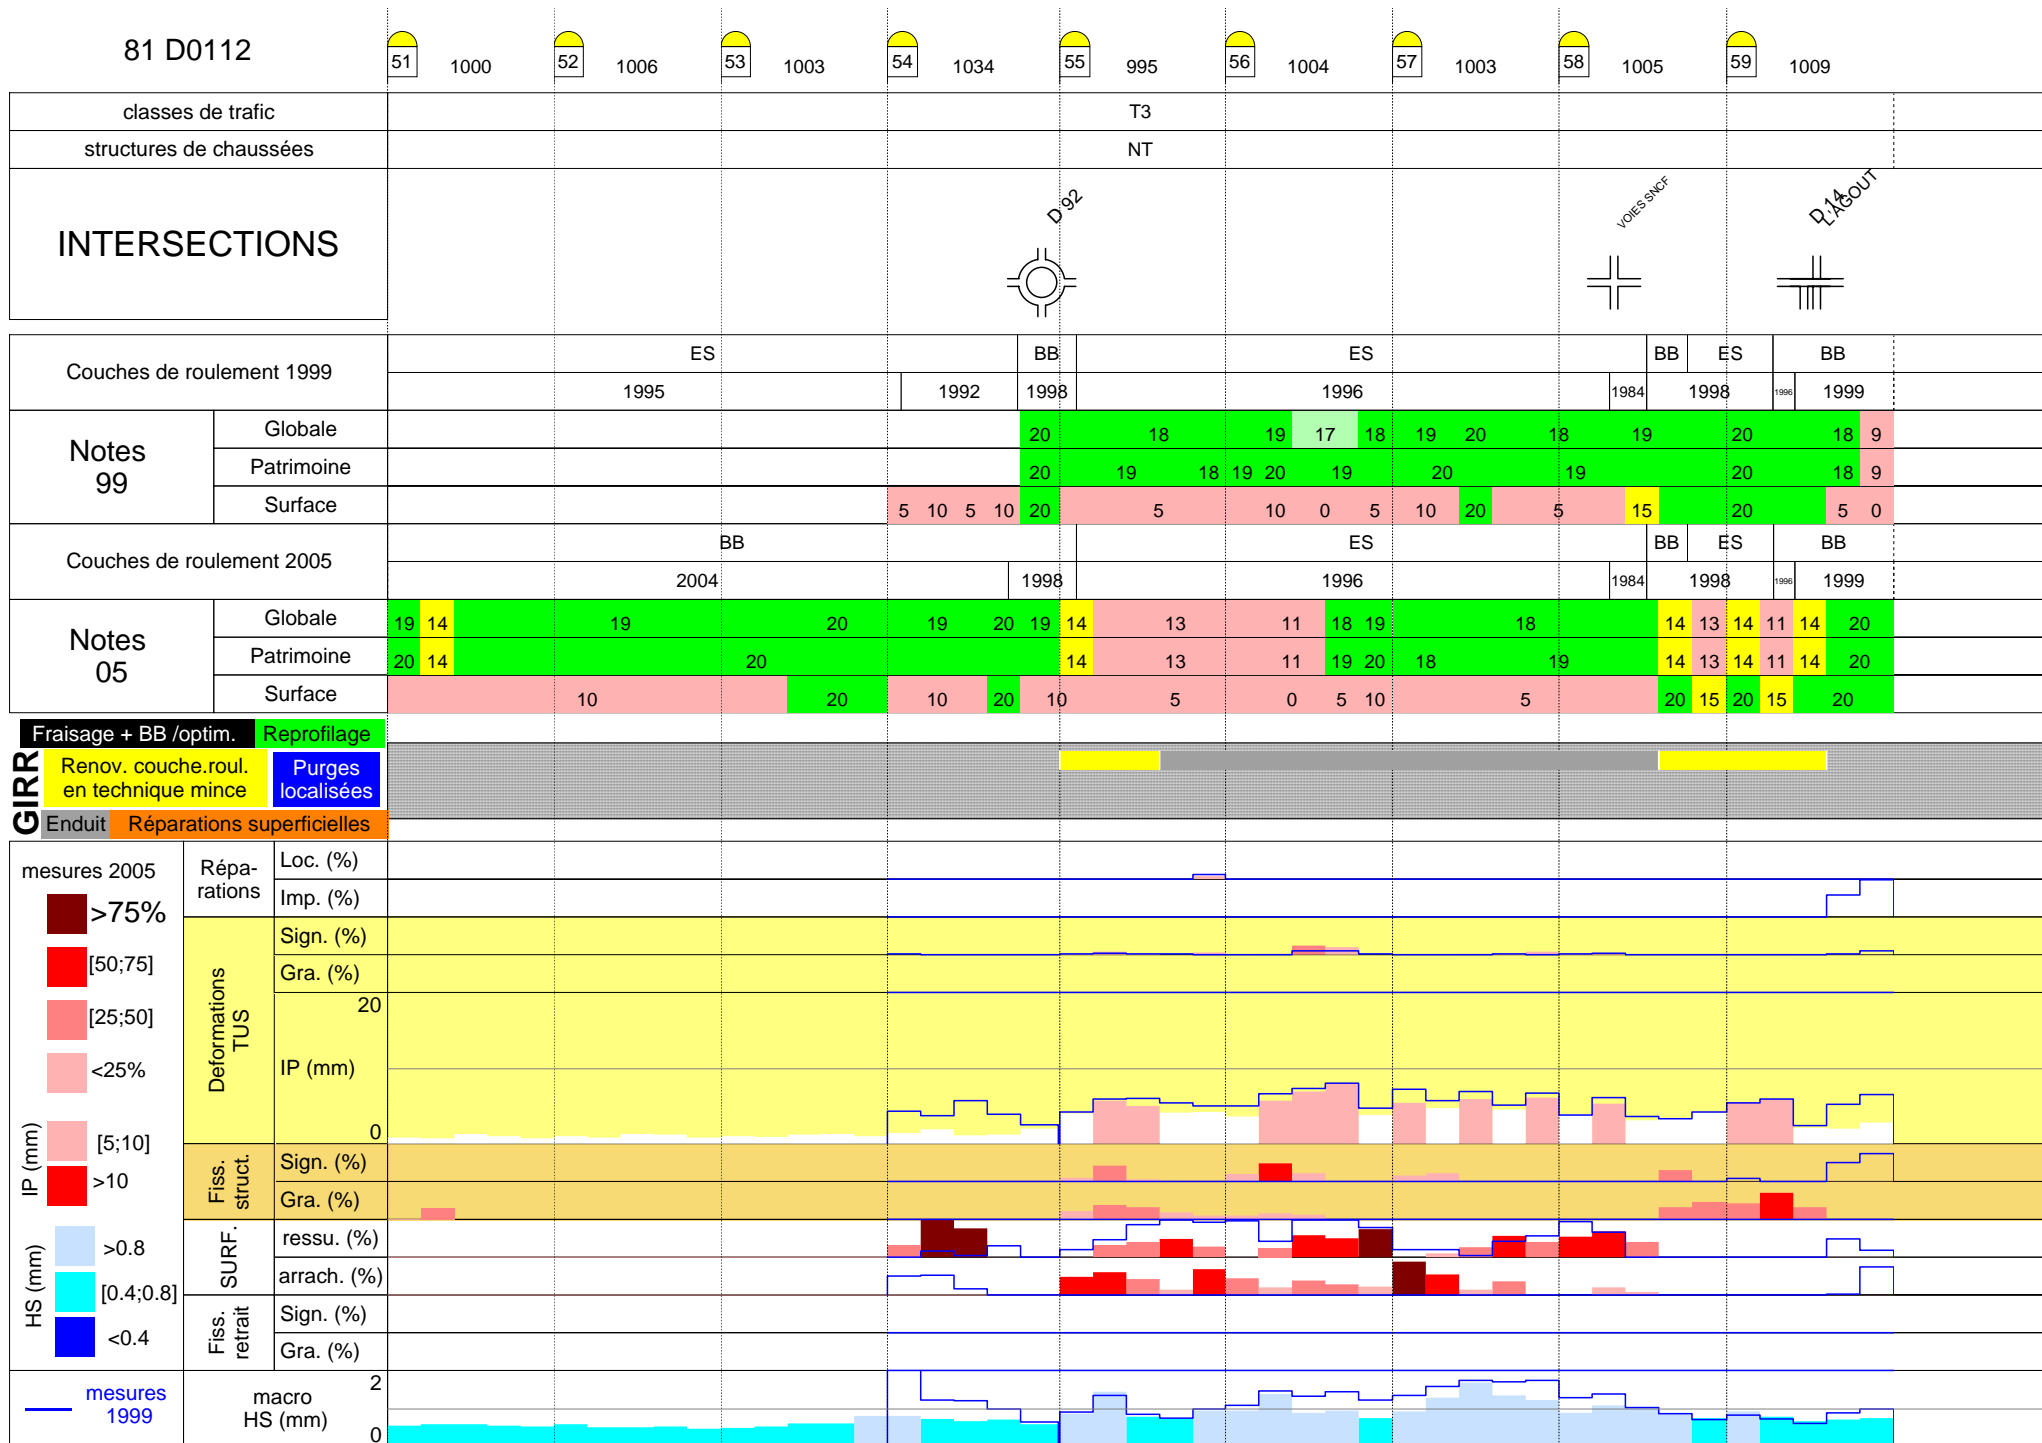 81 D0112
51 1000 52 1006 53 1003 54 1034 55 995 56 1004 57 1003 58 1005 59 1009
classes de trafic T3
structures de chaussées NT
INTERSECTIONS
D 92 VOIES SNCF D 14 L'AGOUT
Couches de roulement 1999
ES BB ES BB ES BB
1995 1992 1998 1996 1984 1998 1996 1999
Notes 99
Globale 20 18 19 17 18 19 20 18 19 20 18 9
Patrimoine 20 19 18 19 20 19 20 19 20 18 9
Surface 5 10 5 10 20 5 10 0 5 10 20 5 15 20 5 0
Couches de roulement 2005
BB ES BB ES BB
2004 1998 1996 1984 1998 1996 1999
Notes 05
Globale 19 14 19 20 19 20 19 14 13 11 18 19 18 14 13 14 11 14 20
Patrimoine 20 14 20 14 13 11 19 20 18 19 14 13 14 11 14 20
Surface 10 20 10 20 10 5 0 5 10 5 20 15 20 15 20
GIRR
Fraisage + BB /optim. Reprofilage
Renov. couche.roul. en technique mince
Purges localisées
Enduit Réparations superficielles
mesures 2005
>75%
[50;75]
[25;50]
<25%
IP (mm)
[5;10]
>10
HS (mm)
>0.8
[0.4;0.8]
<0.4
mesures 1999
Répa-
rations
Loc. (%)
Imp. (%)
Deformations
TUS
Sign. (%)
Gra. (%)
20
IP (mm)
0
Fiss.
struct.
Sign. (%)
Gra. (%)
SURF.
ressu. (%)
arrach. (%)
Fiss.
retrait
Sign. (%)
Gra. (%)
macro
HS (mm)
2
0